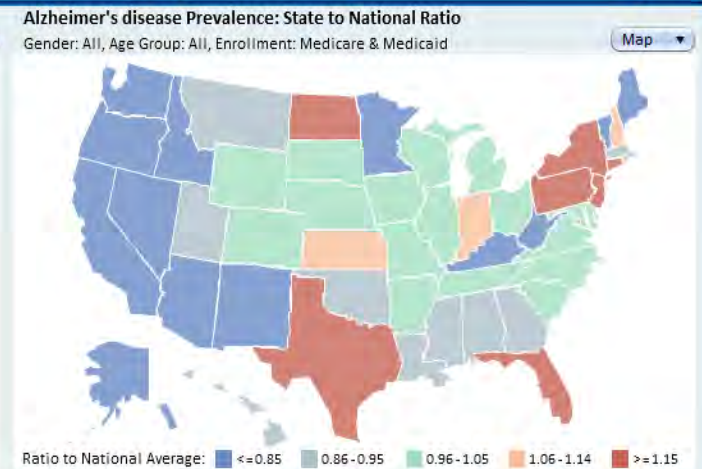 Alzheimer's disease Prevalence: State to National Ratio
Gender: All, Age Group: All, Enrollment: Medicare & Medicaid
Map ▼
Ratio to National Average: <=0.85 0.86-0.95 0.96-1.05 1.06-1.14 >=1.15